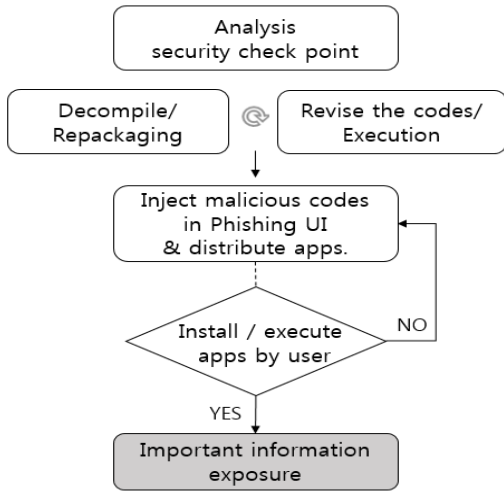 Analysis
security check point
Decompile/
Repackaging
Revise the codes/
Execution
Inject malicious codes
in Phishing UI
& distribute apps.
Install / execute
apps by user
NO
YES
Important information
exposure